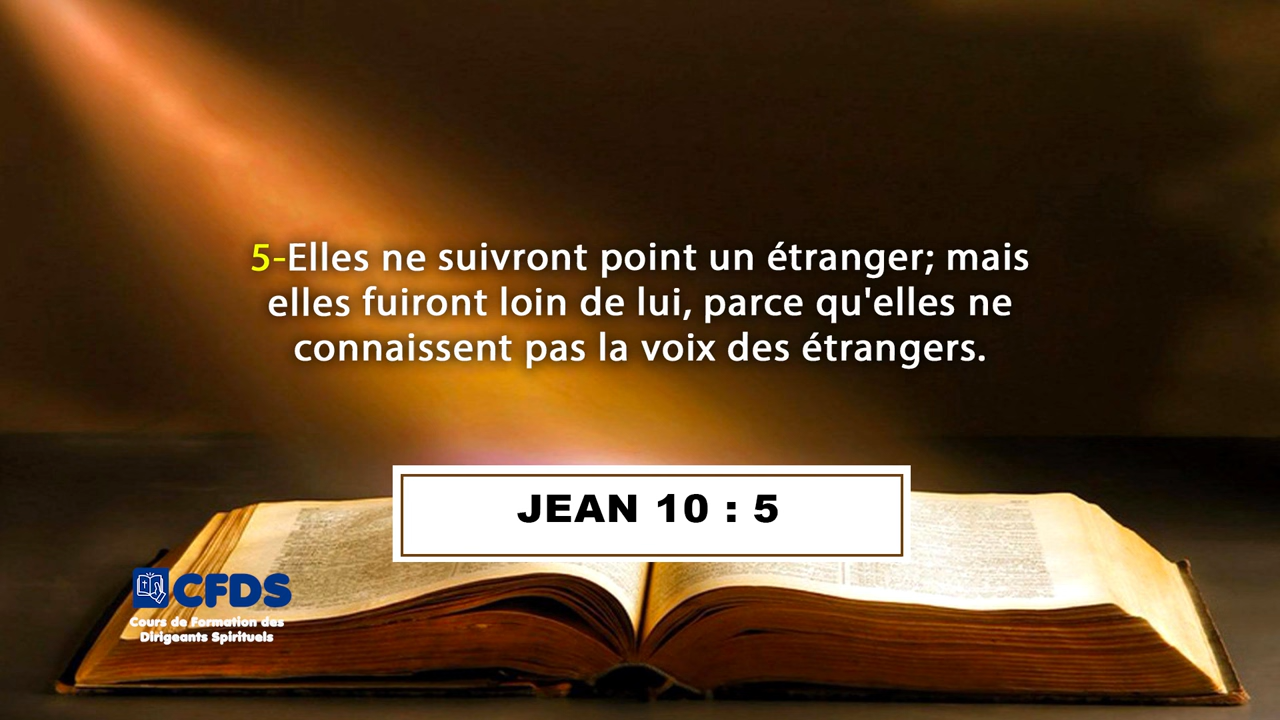 5-Elles ne suivront point un étranger; mais
elles fuiront loin de lui, parce qu'elles ne
connaissent pas la voix des étrangers.
JEAN 10 : 5
CFDS
Cours de Formation des
Dirigeants Spirituels